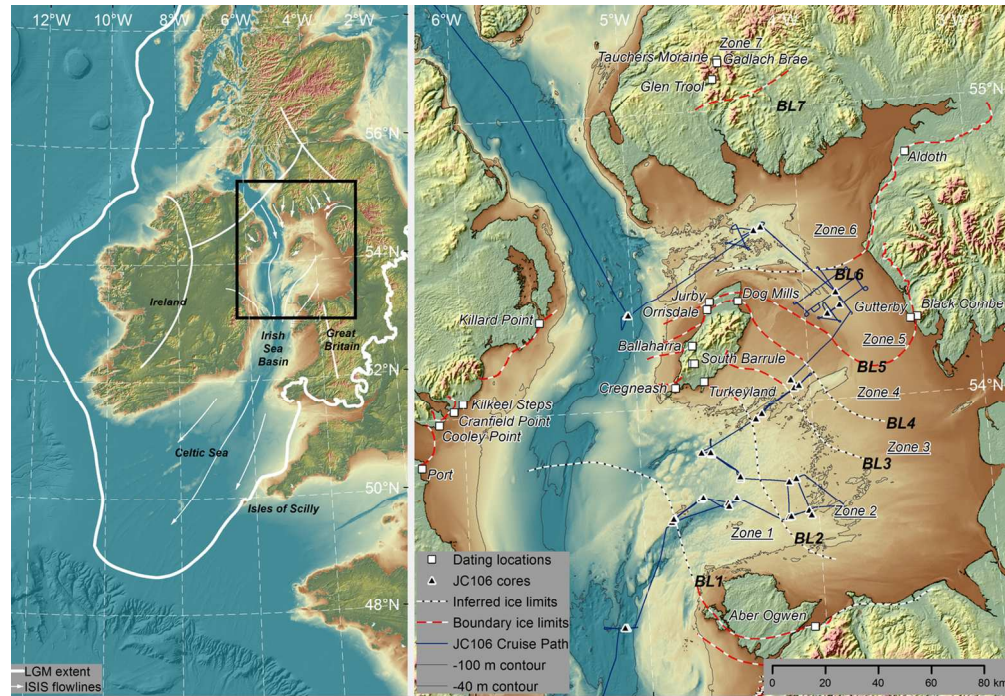 12°W 10°W 8°W 6°W 4°W 2°W
56°N
54°N
52°N
50°N
48°N
Ireland
Irish
Sea
Basin
Great
Britain
Celtic Sea
Isles of Scilly
LGM extent
ISIS flowlines
6°W 5°W 4°W 3°W
55°N
54°N
Zone 7
Tauchers Moraine
Gadlach Brae
Glen Trool
BL7
Aldoth
Zone 6
BL6
Jurby
Dog Mills
Orrisdale
Gutterby
Black Combe
Killard Point
Zone 5
Ballaharra
BL5
South Barrule
Cregneash
Turkeyland
Zone 4
Kilkeel Steps
Cranfield Point
BL4
Cooley Point
Zone 3
BL3
Port
Zone 2
Zone 1
BL2
BL1
Aber Ogwen
Dating locations
JC106 cores
Inferred ice limits
Boundary ice limits
JC106 Cruise Path
-100 m contour
-40 m contour
0 20 40 60 80 km